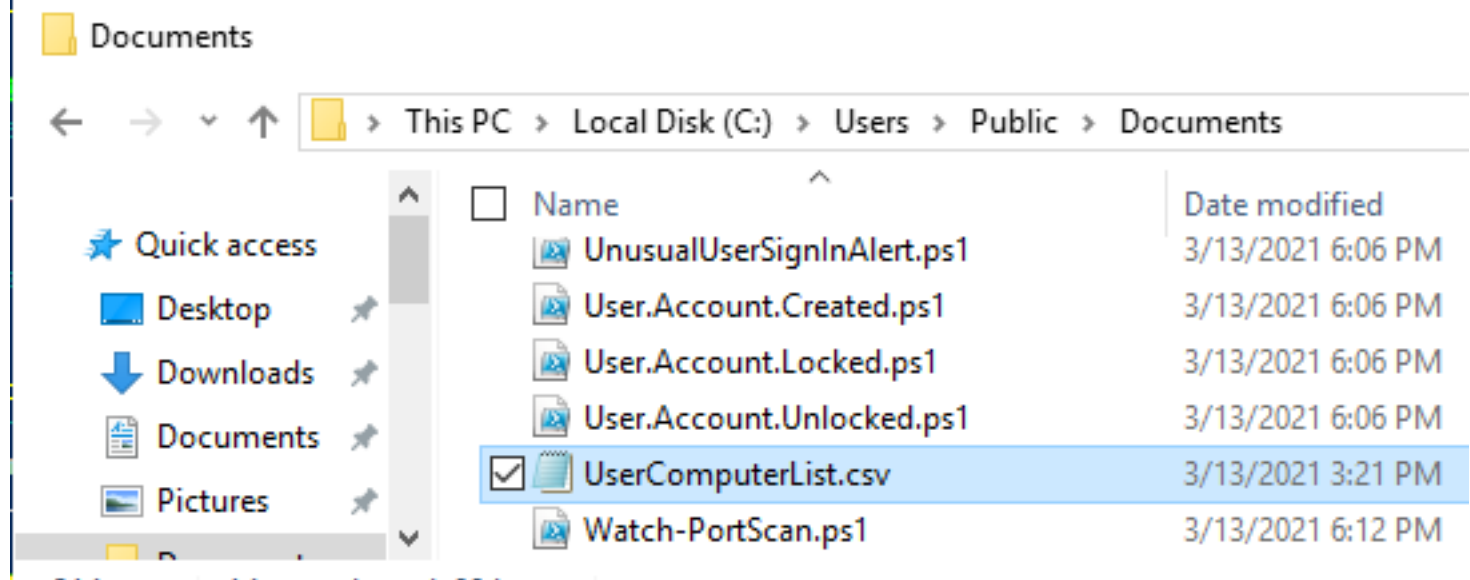 Documents
This PC > Local Disk (C:) > Users > Public > Documents
Name Date modified
Quick access
Desktop
Downloads
Documents
Pictures
UnusualUserSignInAlert.ps1 3/13/2021 6:06 PM
User.Account.Created.ps1 3/13/2021 6:06 PM
User.Account.Locked.ps1 3/13/2021 6:06 PM
User.Account.Unlocked.ps1 3/13/2021 6:06 PM
UserComputerList.csv 3/13/2021 3:21 PM
Watch-PortScan.ps1 3/13/2021 6:12 PM